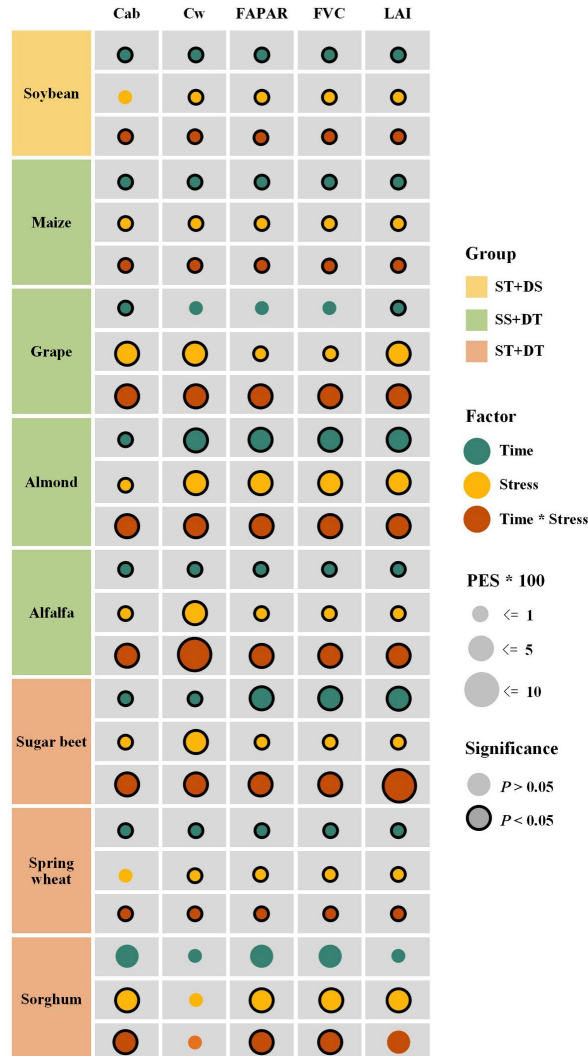 Cab Cw FAPAR FVC LAI
Soybean
Maize
Grape
Almond
Alfalfa
Sugar beet
Spring
wheat
Sorghum
Group
ST+DS
SS+DT
ST+DT
Factor
Time
Stress
Time * Stress
PES * 100
<= 1
<= 5
<= 10
Significance
P > 0.05
P < 0.05